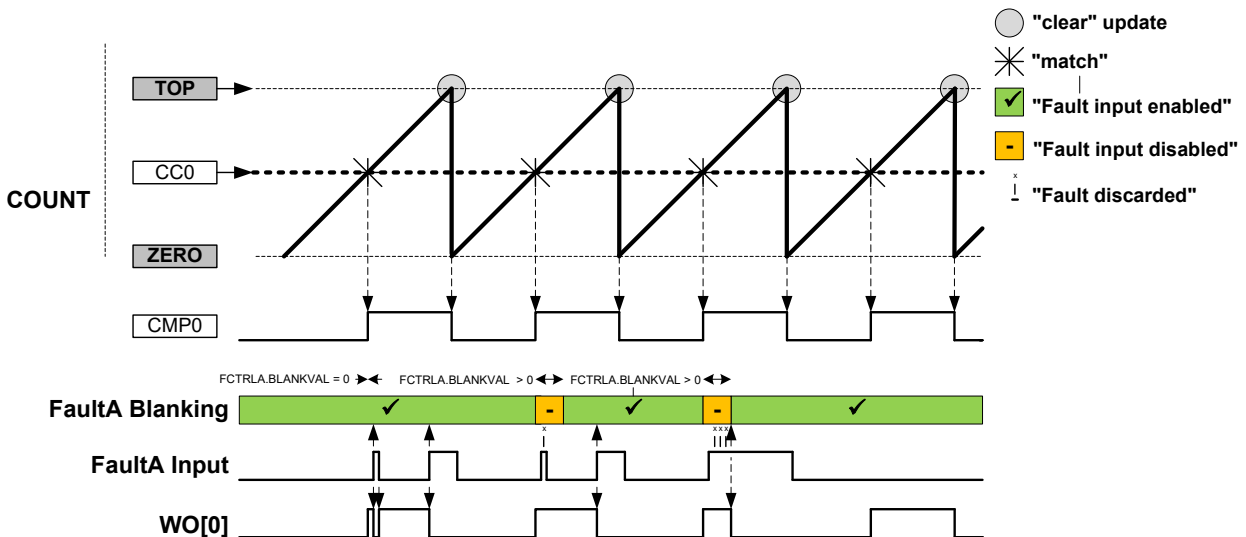 "clear" update
"match"
TOP
"Fault input enabled"
"Fault input disabled"
CC0
x
"Fault discarded"
COUNT
ZERO
CMP0
FCTRLA.BLANKVAL = 0
FCTRLA.BLANKVAL > 0
FCTRLA.BLANKVAL > 0
FaultA Blanking
✓ - ✓ - ✓
x xxx
FaultA Input
WO[0]